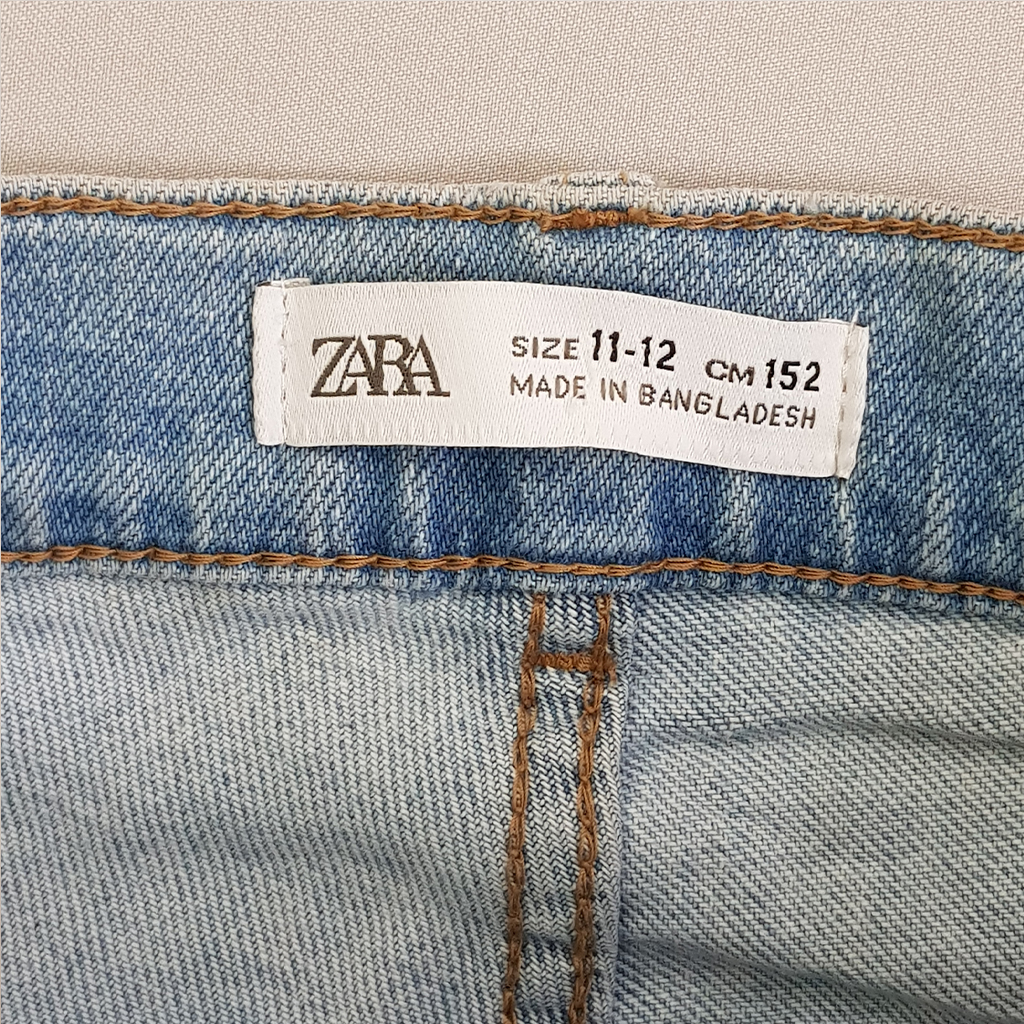 ZARA
SIZE 11-12 CM 152
MADE IN BANGLADESH